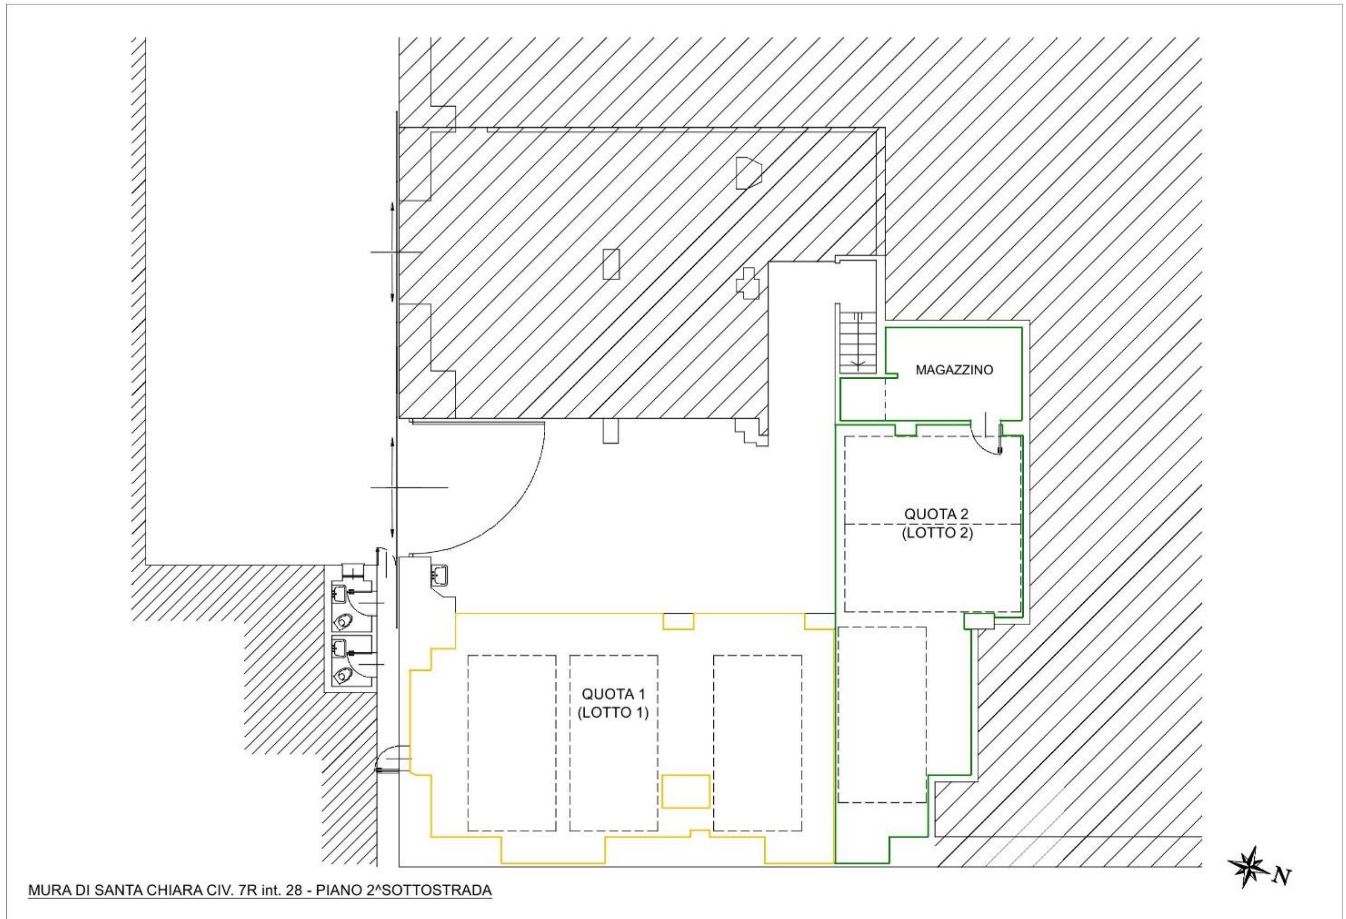 MAGAZZINO
QUOTA 2
(LOTTO 2)
QUOTA 1
(LOTTO 1)
MURA DI SANTA CHIARA CIV. 7R int. 28 - PIANO 2^SOTTOSTRADA
N